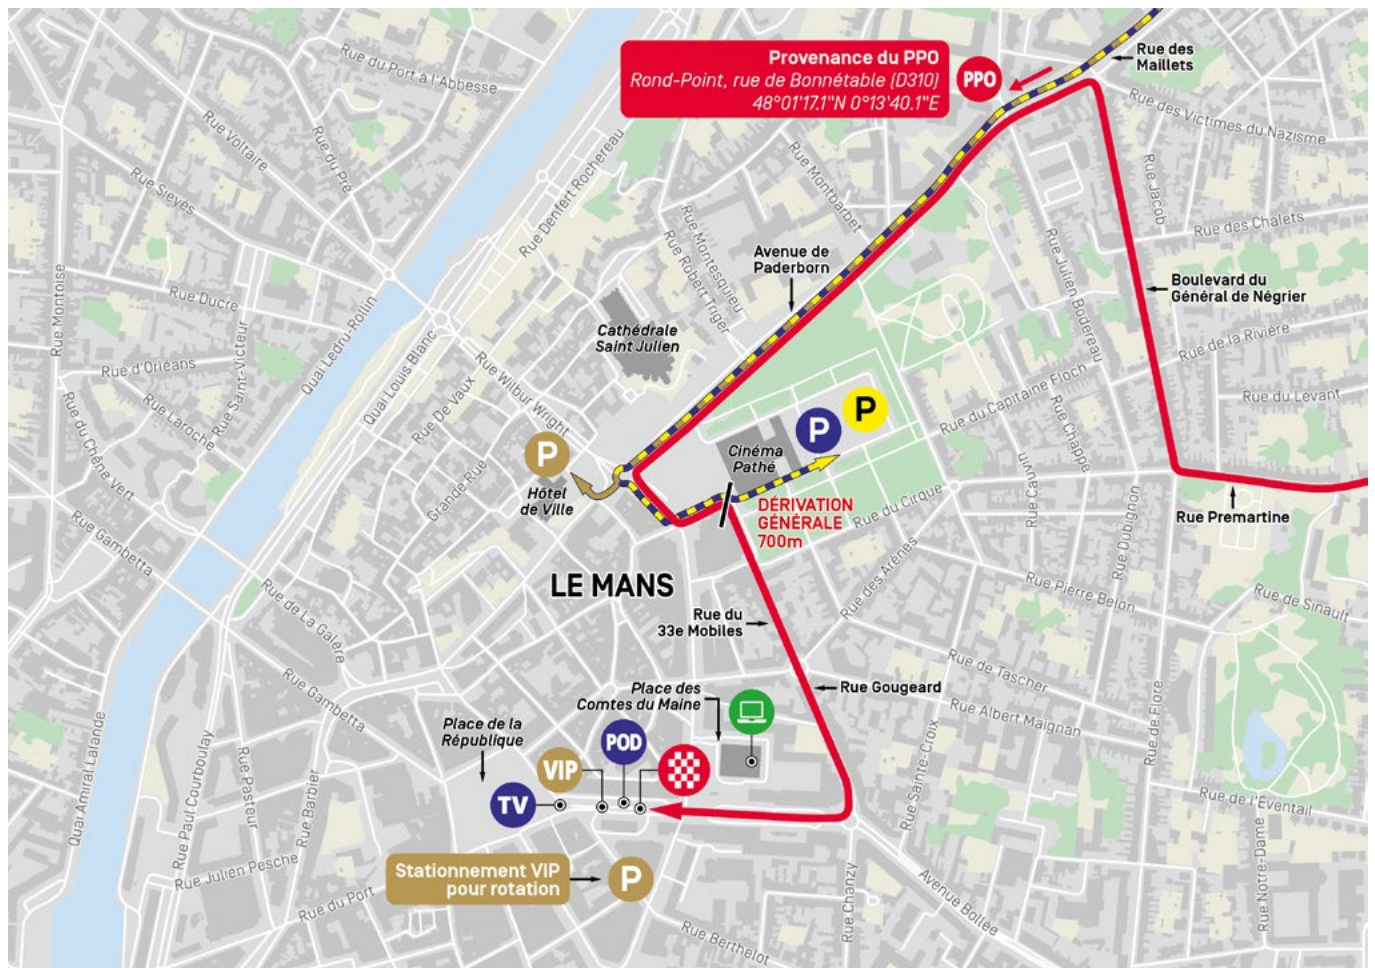 Provenance du PPO
Rond-Point, rue de Bonnétable (D310)
48°01'17.1"N 0°13'40.1"E
PPO
Rue des
Maillets
Rue du Port a l'Abbesse
Rue des Victimes du Nazisme
Rue Voltaire
Rue du Pré
Rue Denfert Rochereau
Rue Montbarbet
Rue Jacob
Rue Sieyés
Rue des Chalets
Rue Montesquieu
Rue Robert Triger
Avenue de
Paderborn
Rue Julien Bodereau
Boulevard du
Général de Négrier
Rue Montoise
Rue Ducre
Quai Ledru-Rollin
Cathédrale
Saint Julien
Rue de la Rivière
Rue d'Orléans
Rue Saint-Victeur
Quai Louis Blanc
Rue Wilbur Wright
Rue du Capitaine Floch
Rue du Levant
Rue Laroche
Rue De Vaux
P
P
Rue Chappe
Rue du Chêne Vert
Grande Rue
P
Hôtel
de Ville
Cinéma
Pathé
Rue Cauvin
DÉRIVATION
GÉNÉRALE
700m
Rue du Cirque
Rue Premartine
Rue Dubignon
Rue Gambetta
Rue des Arènes
LE MANS
Rue Pierre Belon
Rue de Sinault
Rue de La Galère
Rue du
33e Mobiles
Rue de Tascher
Rue Gambetta
Place des
Comtes du Maine
Rue Gougeard
Rue Albert Maignan
Rue de Flore
Place de la
République
POD
VIP
TV
Quai Amiral Lalande
Rue Paul Courboulay
Rue Pasteur
Rue Barbier
Rue Sainte-Croix
Rue de l'Éventail
Rue Julien Pesche
Stationnement VIP
pour rotation
P
Rue du Port
Rue Chanzy
Avenue Bollée
Rue Notre-Dame
Rue Berthelot